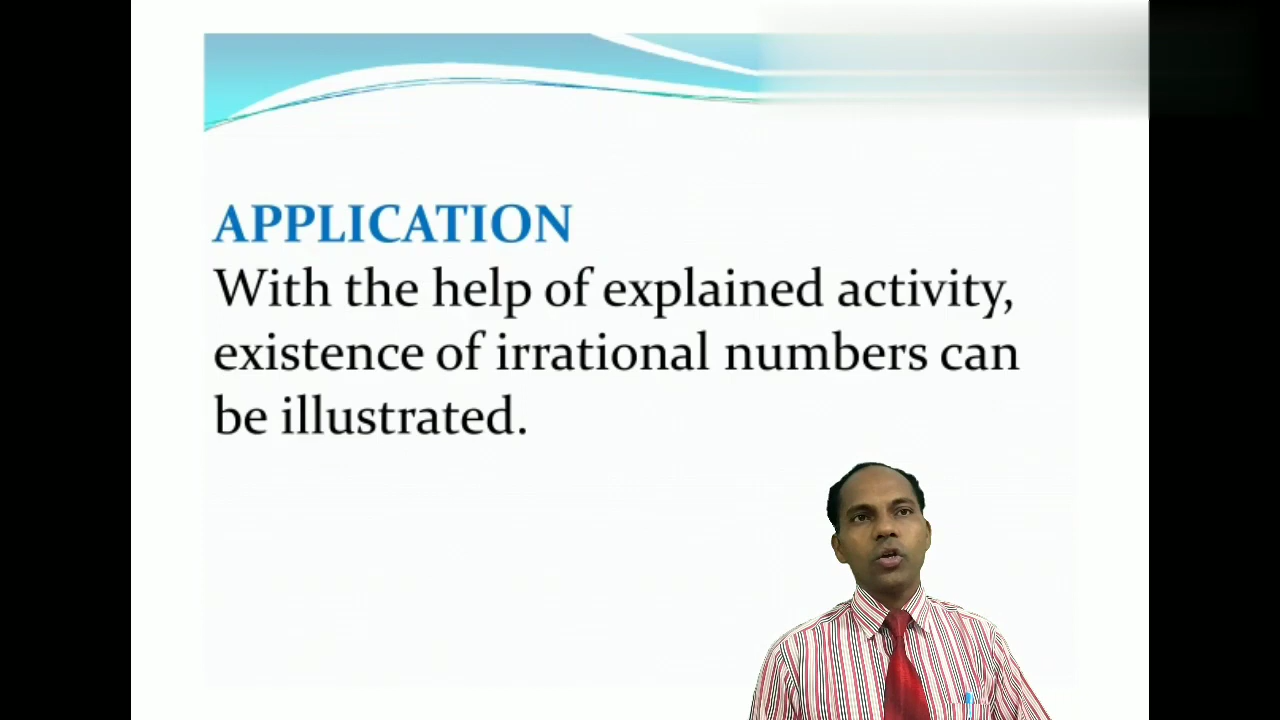 APPLICATION
With the help of explained activity,
existence of irrational numbers can
be illustrated.